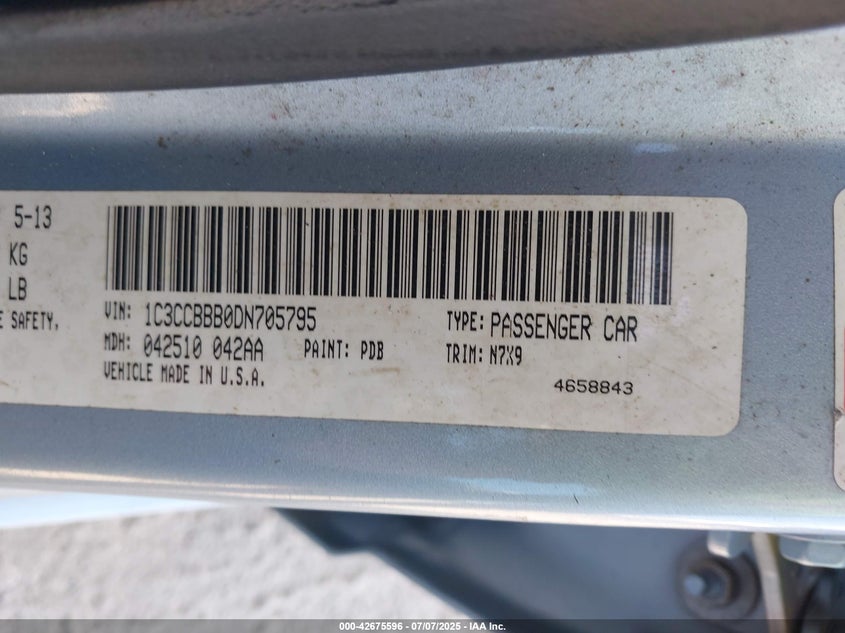 5-13
KG
LB
E SAFETY,
VIN: 1C3CCBBB0DN705795
TYPE: PASSENGER CAR
MDH: 042510 042AA
PAINT: PDB
TRIM: N7X9
VEHICLE MADE IN U.S.A.
4658843
000-42675596 - 07/07/2025 - IAA Inc.